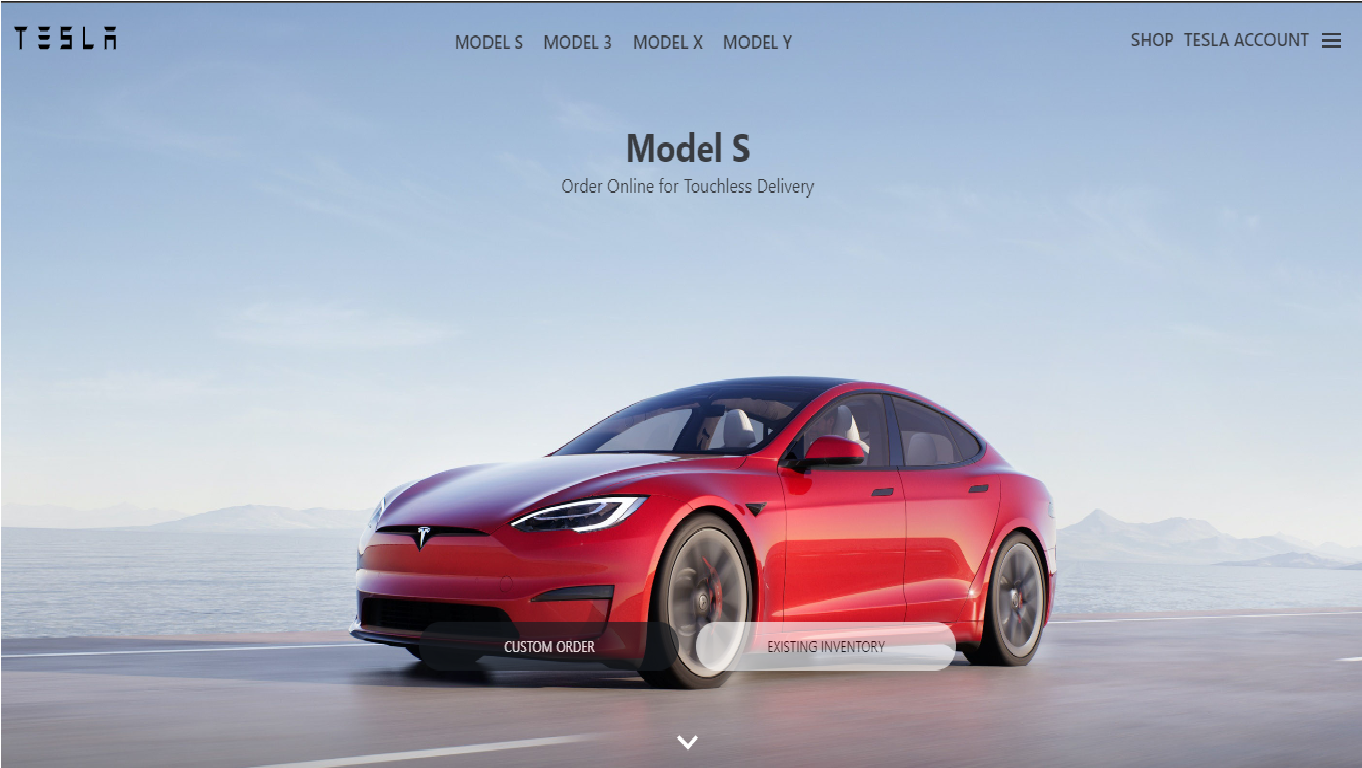 TESLA
MODEL S MODEL 3 MODEL X MODEL Y
SHOP TESLA ACCOUNT
Model S
Order Online for Touchless Delivery
CUSTOM ORDER
EXISTING INVENTORY